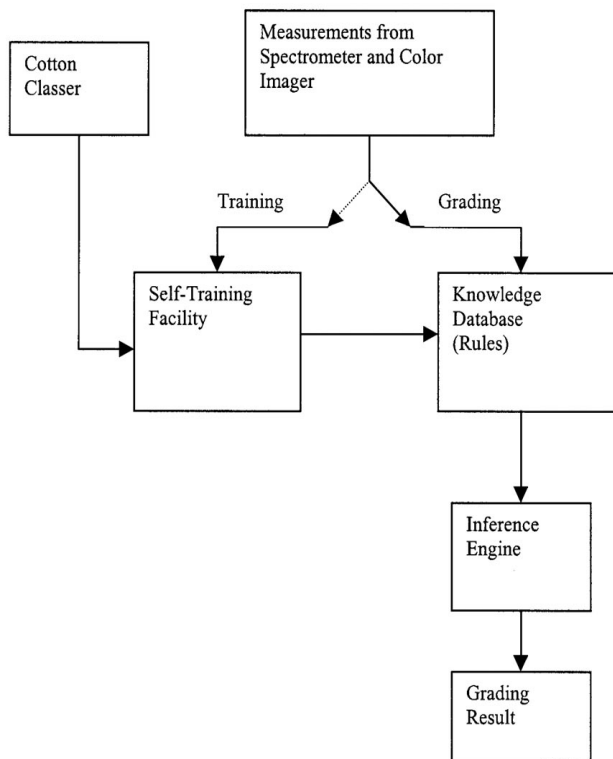 Measurements from
Spectrometer and Color
Imager
Cotton
Classer
Training
Grading
Self-Training
Facility
Knowledge
Database
(Rules)
Inference
Engine
Grading
Result